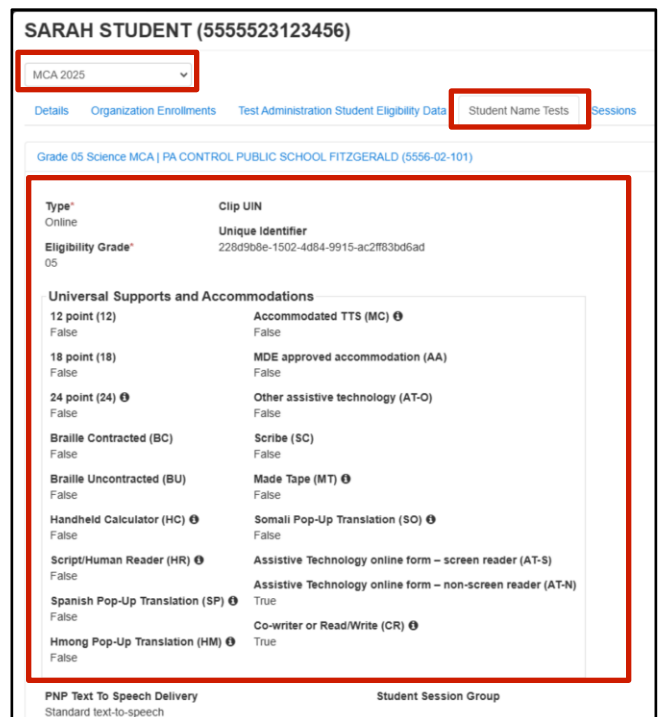 SARAH STUDENT (5555523123456)
MCA 2025
Details Organization Enrollments Test Administration Student Eligibility Data Student Name Tests Sessions
Grade 05 Science MCA | PA CONTROL PUBLIC SCHOOL FITZGERALD (5556-02-101)
Type*
Online
Eligibility Grade*
05
Clip UIN
Unique Identifier
228d9b8e-1502-4d84-9915-ac2ff83bd6ad
Universal Supports and Accommodations
12 point (12)
False
18 point (18)
False
24 point (24)
False
Braille Contracted (BC)
False
Braille Uncontracted (BU)
False
Handheld Calculator (HC)
False
Script/Human Reader (HR)
False
Spanish Pop-Up Translation (SP)
False
Hmong Pop-Up Translation (HM)
False
Accommodated TTS (MC)
False
MDE approved accommodation (AA)
False
Other assistive technology (AT-O)
False
Scribe (SC)
False
Made Tape (MT)
False
Somali Pop-Up Translation (SO)
False
Assistive Technology online form – screen reader (AT-S)
Assistive Technology online form – non-screen reader (AT-N)
True
Co-writer or Read/Write (CR)
True
PNP Text To Speech Delivery
Standard text-to-speech
Student Session Group